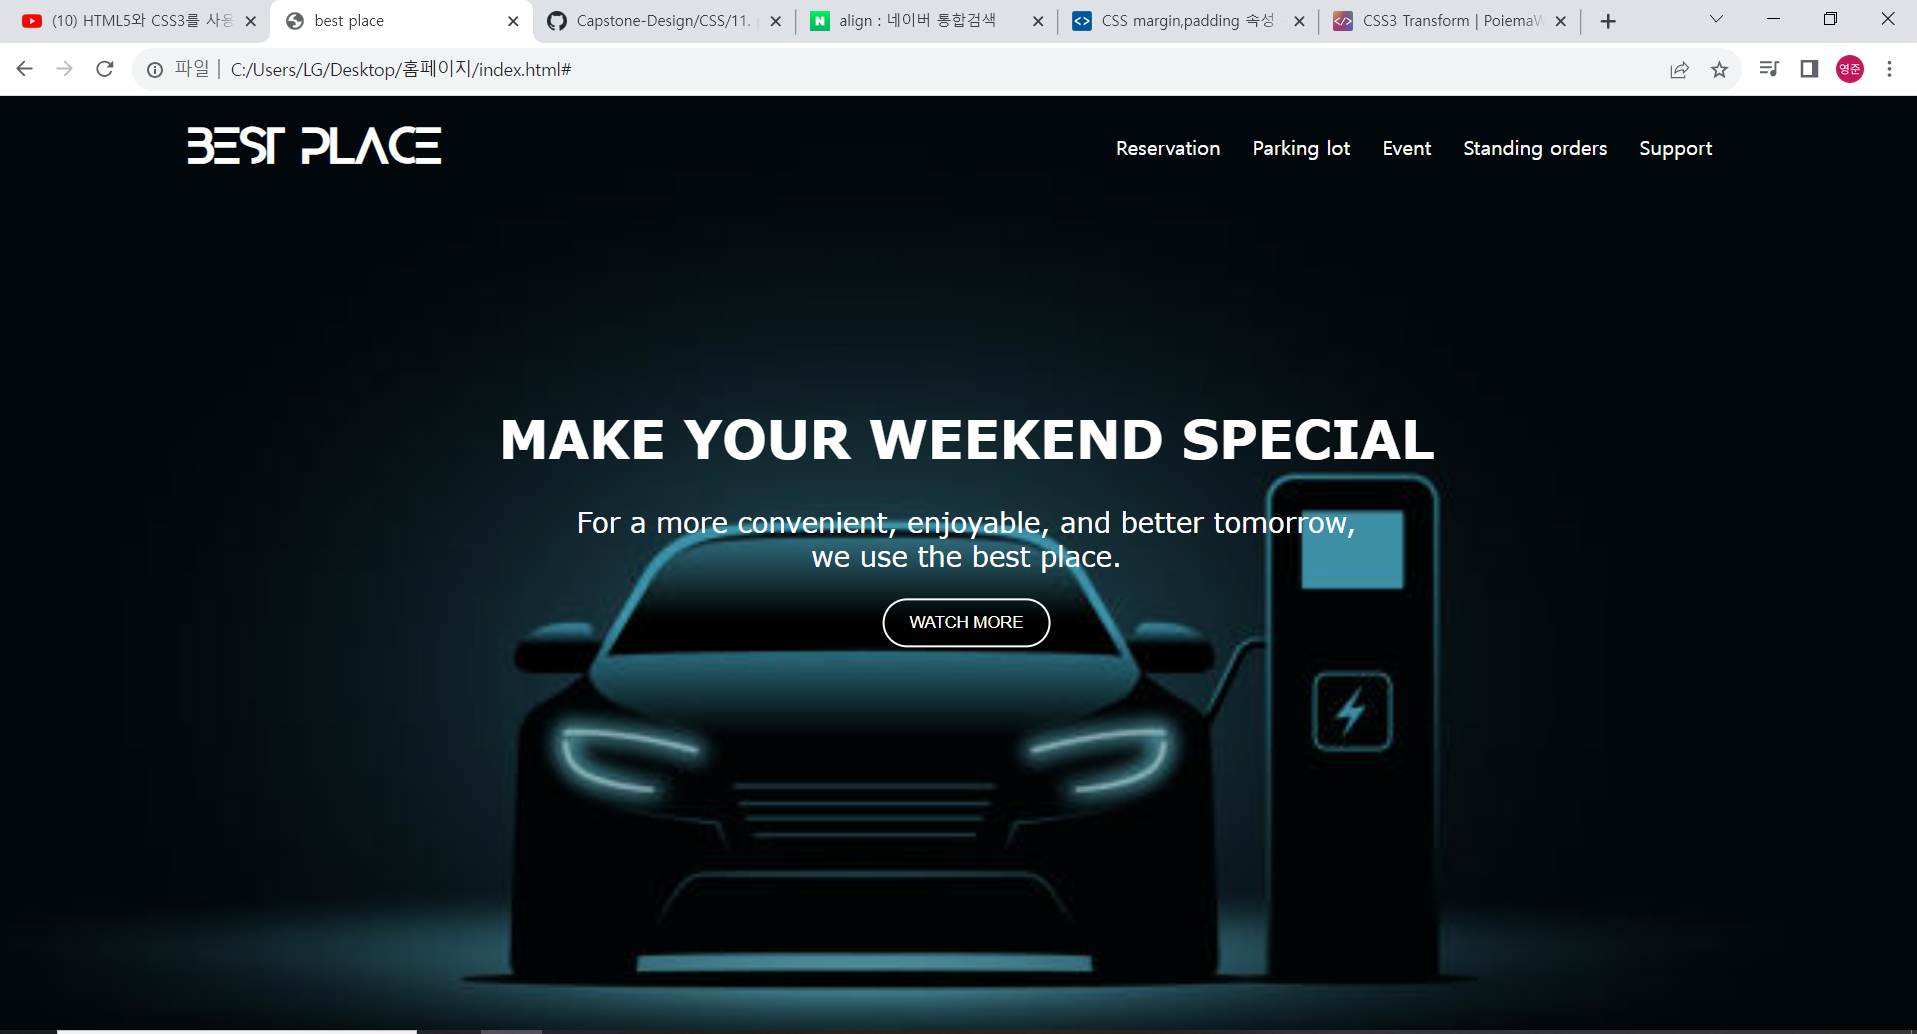 (10) HTML5와 CSS3를 사용
best place
Capstone-Design/CSS/11.
align : 네이버 통합검색
CSS margin,padding 속성
CSS3 Transform | PoiemaW
파일 | C:/Users/LG/Desktop/홈페이지/index.html#
영준
BEST PLACE
Reservation Parking lot Event Standing orders Support
MAKE YOUR WEEKEND SPECIAL
For a more convenient, enjoyable, and better tomorrow,
we use the best place.
WATCH MORE